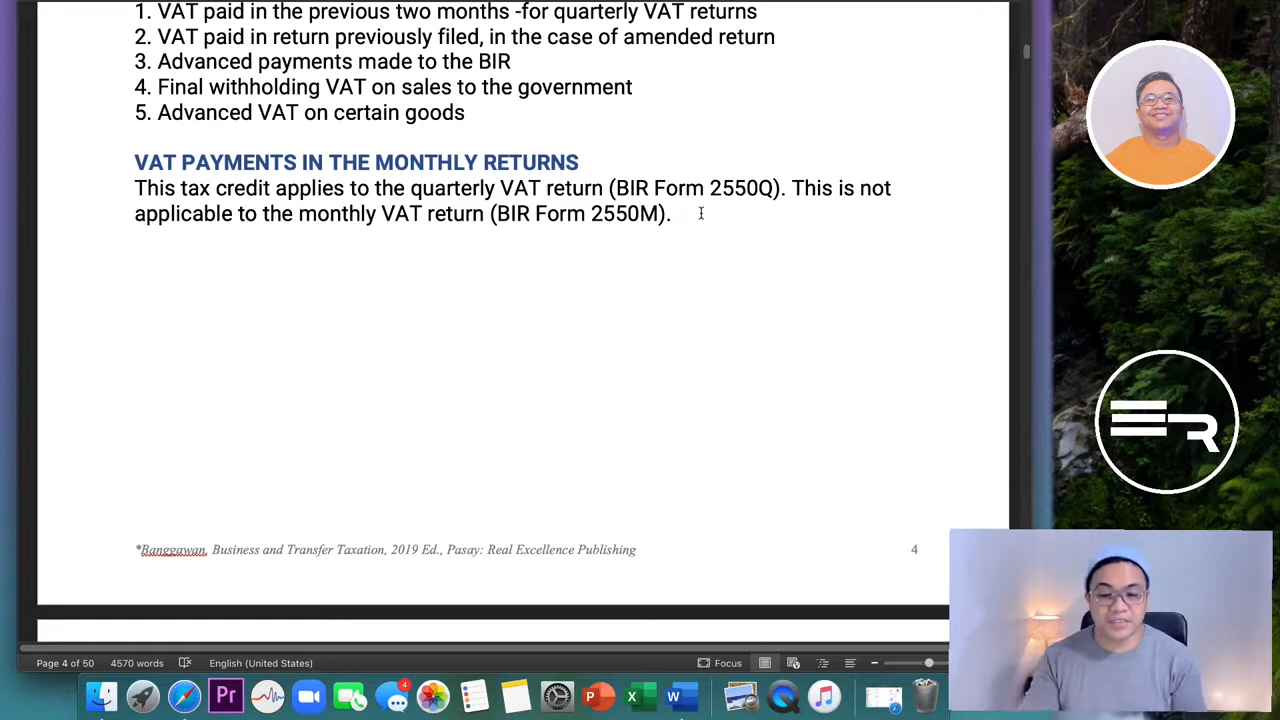 1. VAT paid in the previous two months -for quarterly VAT returns
2. VAT paid in return previously filed, in the case of amended return
3. Advanced payments made to the BIR
4. Final withholding VAT on sales to the government
5. Advanced VAT on certain goods
VAT PAYMENTS IN THE MONTHLY RETURNS
This tax credit applies to the quarterly VAT return (BIR Form 2550Q). This is not
applicable to the monthly VAT return (BIR Form 2550M).
*Banggawan, Business and Transfer Taxation, 2019 Ed., Pasay: Real Excellence Publishing
4
ER
Page 4 of 50
4570 words
English (United States)
Focus
Pr
4
P
X
W